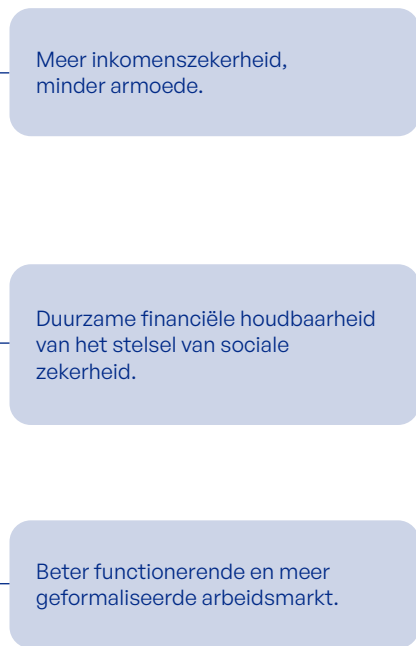 Meer inkomenszekerheid,
minder armoede.
Duurzame financiële houdbaarheid
van het stelsel van sociale
zekerheid.
Beter functionerende en meer
geformaliseerde arbeidsmarkt.